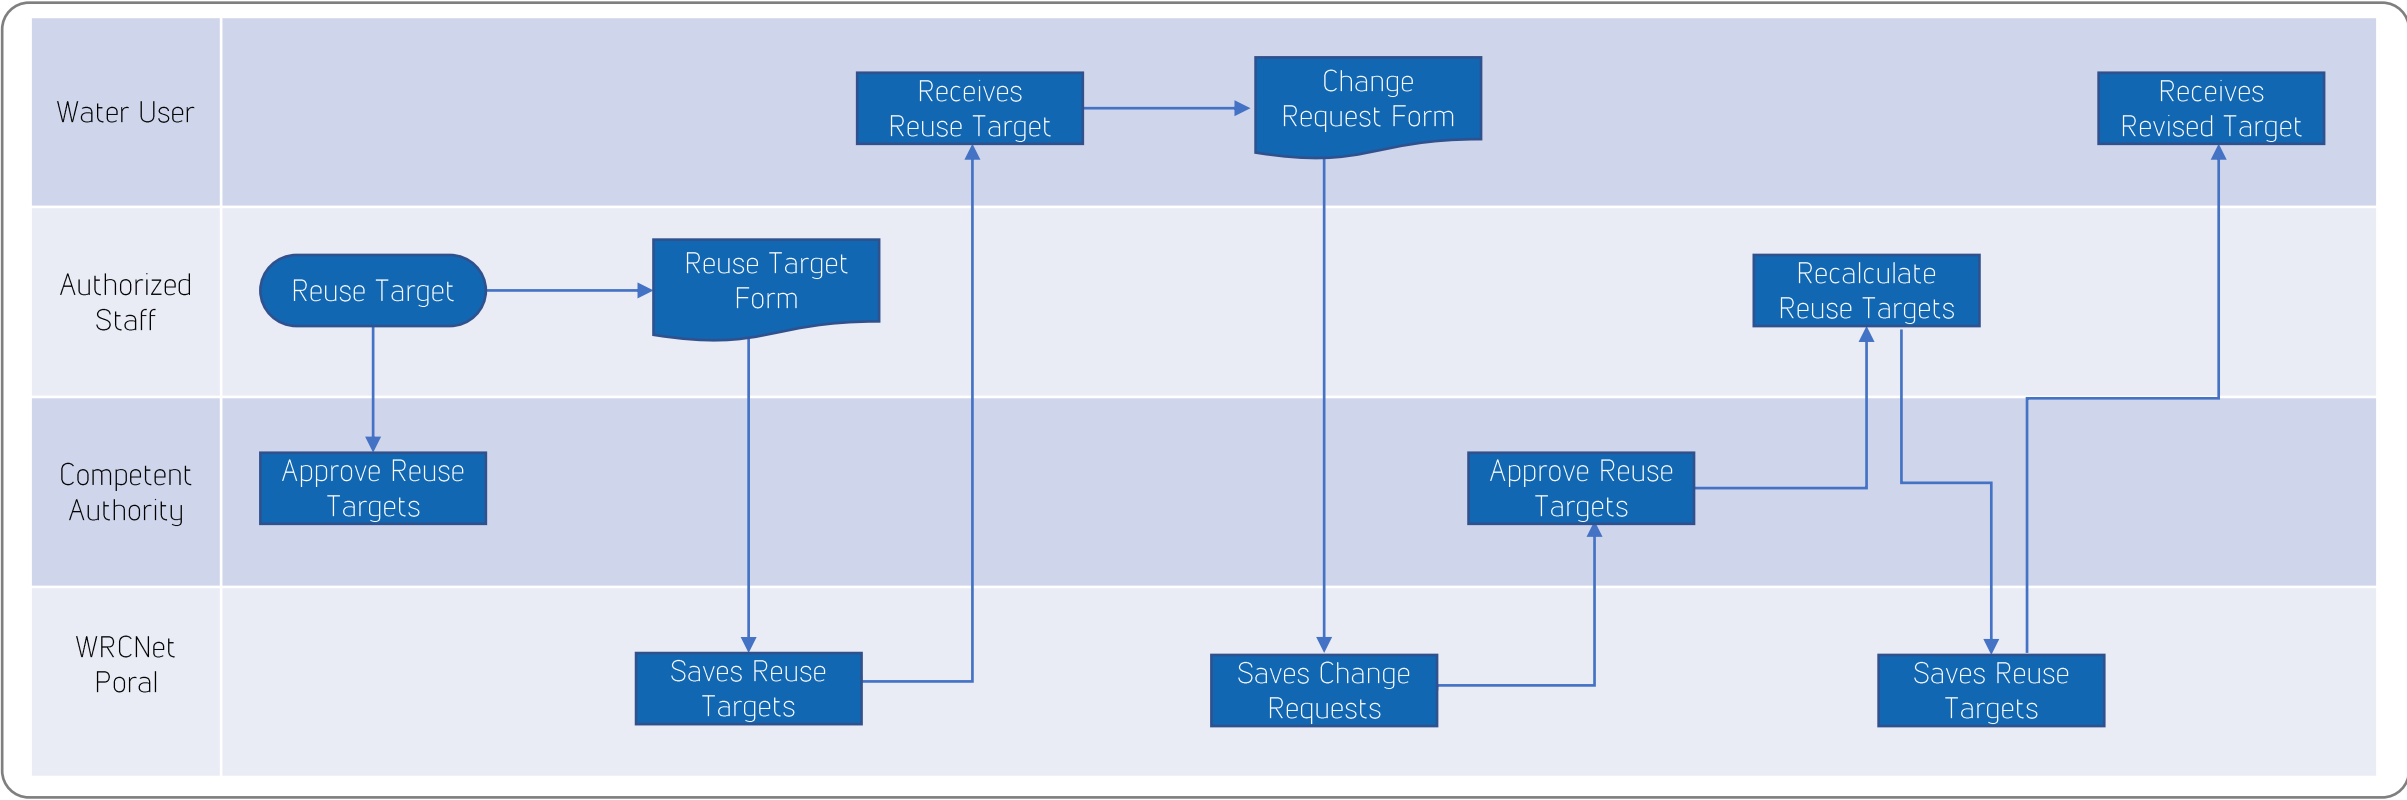 Water User
Receives
Reuse Target
Change
Request Form
Receives
Revised Target
Authorized
Staff
Reuse Target
Reuse Target
Form
Recalculate
Reuse Targets
Competent
Authority
Approve Reuse
Targets
Approve Reuse
Targets
WRCNet
Poral
Saves Reuse
Targets
Saves Change
Requests
Saves Reuse
Targets